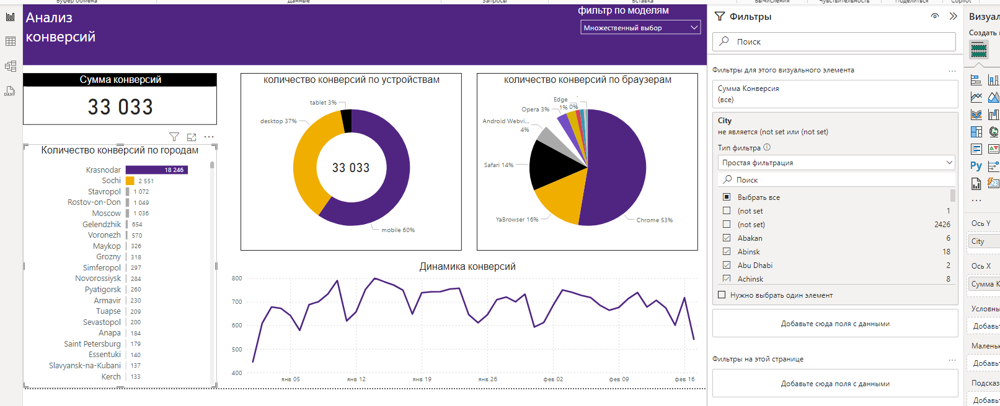 Буфер обмена
Данные
Запросы
Вставка
Вычисления
Чувствительность
Поделиться
Copilot
Анализ
конверсий
фильтр по моделям
Множественный выбор
Сумма конверсий
33 033
Количество конверсий по городам
Krasnodar 18 246
Sochi 2 551
Stavropol 1 072
Rostov-on-Don 1 049
Moscow 1 036
Gelendzhik 654
Voronezh 570
Maykop 326
Grozny 318
Simferopol 297
Novorossiysk 284
Pyatigorsk 260
Armavir 230
Tuapse 209
Sevastopol 200
Anapa 184
Saint Petersburg 179
Essentuki 140
Slavyansk-na-Kubani 137
Kerch 133
количество конверсий по устройствам
tablet 3%
desktop 37%
33 033
mobile 60%
количество конверсий по браузерам
Edge
1% 0%
Opera 3%
Android Webvi...
4%
Safari 14%
YaBrowser 16%
Chrome 53%
Динамика конверсий
800
700
600
500
400
янв 05 янв 12 янв 19 янв 26 фев 02 фев 09 фев 16
Фильтры
Поиск
Фильтры для этого визуального элемента ...
Сумма Конверсия
(все)
City
не является (not set или (not set)
Тип фильтра
Простая фильтрация
Поиск
Выбрать все
(not set 1
(not set) 2426
Abakan 6
Abinsk 18
Abu Dhabi 2
Achinsk 8
Нужно выбрать один элемент
Добавьте сюда поля с данными
Фильтры на этой странице ...
Добавьте сюда поля с данными
Визуал
Создать
Py
123
...
Ось Y
City
Ось X
Сумма К
Условны
Добавьт
Маленьк
Добавьт
Подсказ
Добавьт